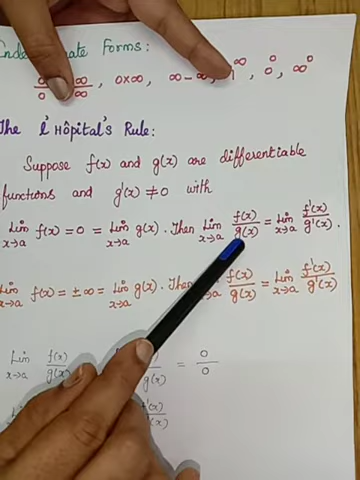 Forms:
0/0, ∞/∞, 0×∞, ∞−∞, 1^∞, 0^0, ∞^0
The l' Hôpital's Rule:
Suppose f(x) and g(x) are differentiable
functions and g'(x) ≠ 0 with
Lim x→a f(x) = 0 = Lim x→a g(x). Then Lim x→a f(x)/g(x) = Lim x→a f'(x)/g'(x).
Lim x→a f(x) = ±∞ = Lim x→a g(x). Then x→a f(x)/g(x) = Lim x→a f'(x)/g'(x)
Lim x→a f(x)/g(x) g(x) = 0/0